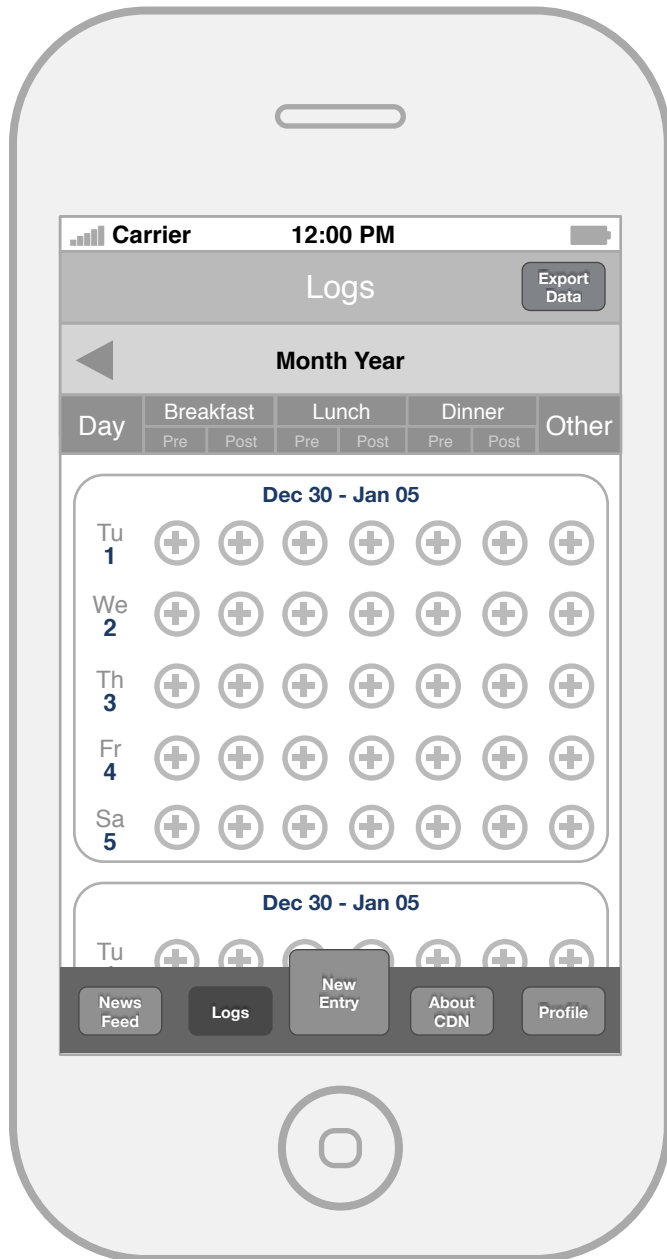 Carrier 12:00 PM
Logs
Export
Data
Month Year
Day Breakfast Lunch Dinner Other
Pre Post Pre Post Pre Post
Dec 30 - Jan 05
Tu
1
We
2
Th
3
Fr
4
Sa
5
Dec 30 - Jan 05
Tu
News
Feed
Logs
New
Entry
About
CDN
Profile